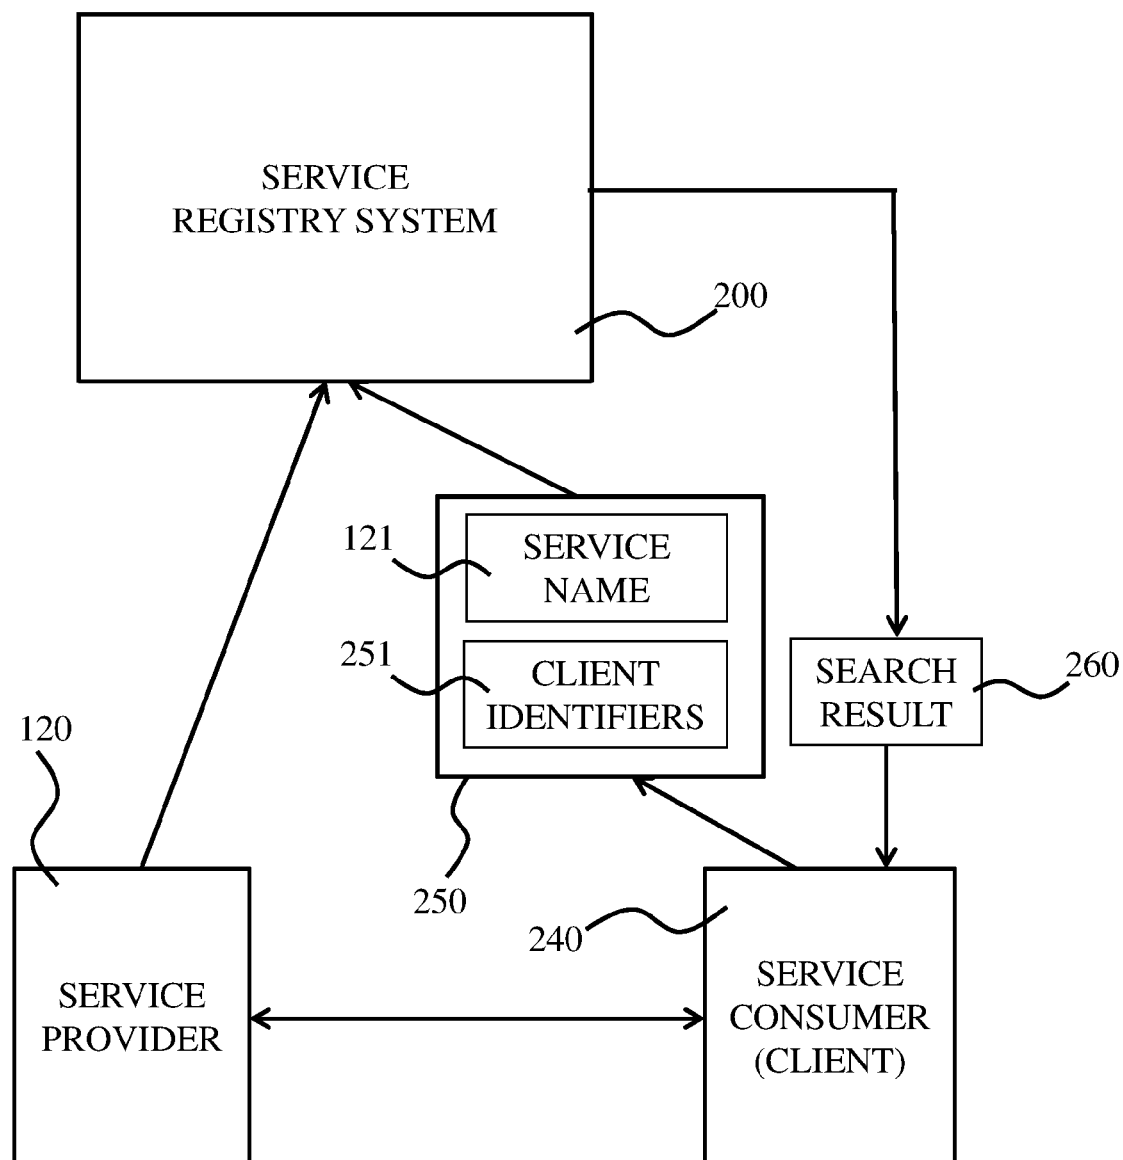 SERVICE
REGISTRY SYSTEM
200
121
SERVICE
NAME
251
CLIENT
IDENTIFIERS
SEARCH
RESULT
260
120
250
240
SERVICE
PROVIDER
SERVICE
CONSUMER
(CLIENT)